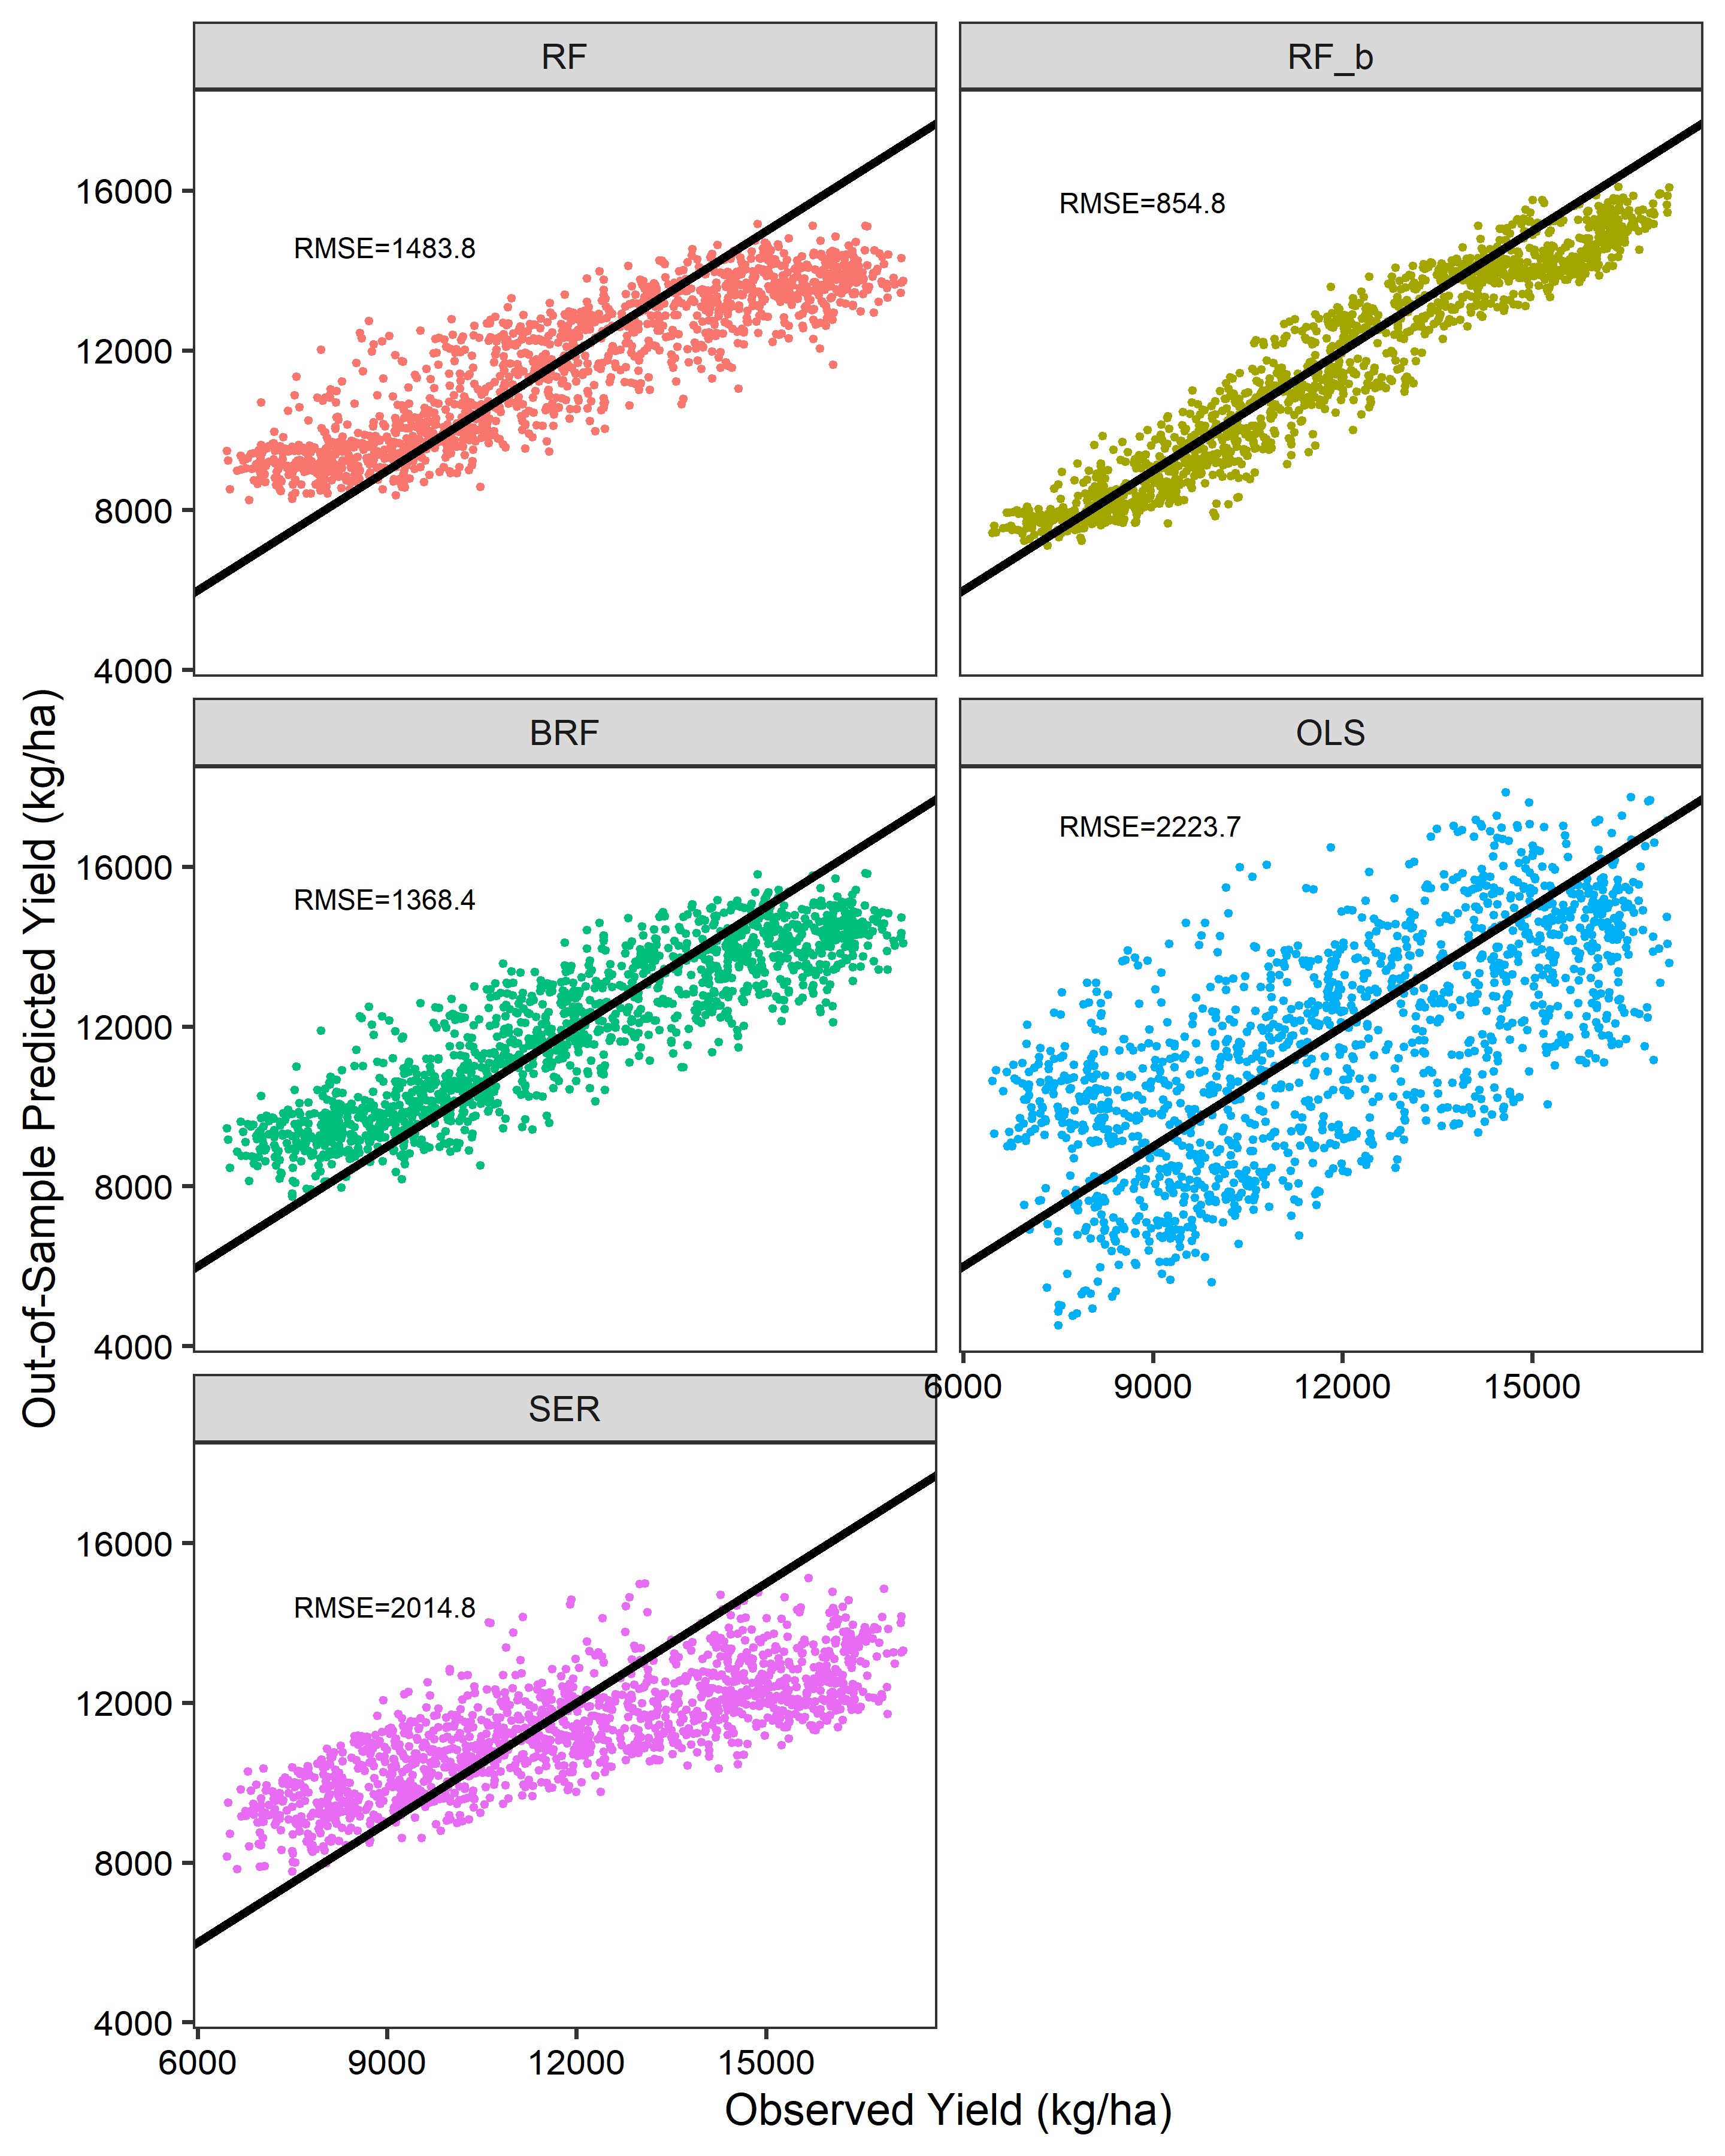 RF
RF_b
RMSE=1483.8
RMSE=854.8
16000
12000
8000
4000
BRF
OLS
RMSE=1368.4
RMSE=2223.7
16000
12000
8000
4000
6000 9000 12000 15000
SER
RMSE=2014.8
16000
12000
8000
4000
6000 9000 12000 15000
Observed Yield (kg/ha)
Out-of-Sample Predicted Yield (kg/ha)